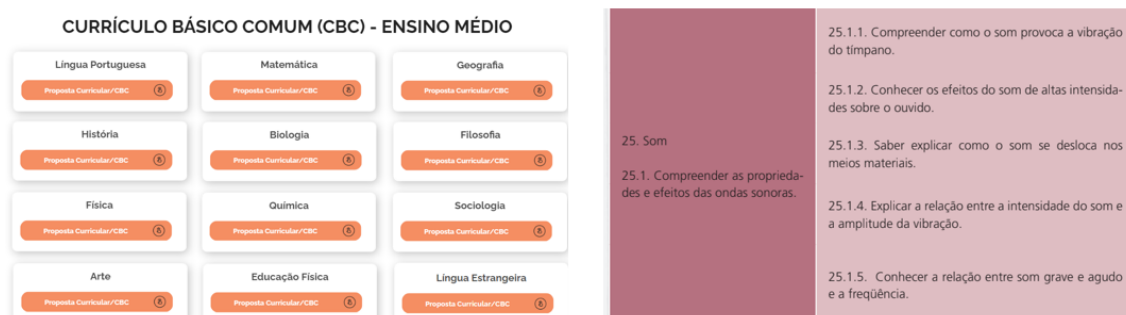 CURRÍCULO BÁSICO COMUM (CBC) - ENSINO MÉDIO
Língua Portuguesa
Proposta Curricular/CBC
Matemática
Proposta Curricular/CBC
Geografia
Proposta Curricular/CBC
História
Proposta Curricular/CBC
Biologia
Proposta Curricular/CBC
Filosofia
Proposta Curricular/CBC
Física
Proposta Curricular/CBC
Química
Proposta Curricular/CBC
Sociologia
Proposta Curricular/CBC
Arte
Proposta Curricular/CBC
Educação Física
Proposta Curricular/CBC
Língua Estrangeira
Proposta Curricular/CBC
25. Som
25.1. Compreender as proprieda-
des e efeitos das ondas sonoras.
25.1.1. Compreender como o som provoca a vibração
do tímpano.
25.1.2. Conhecer os efeitos do som de altas intensida-
des sobre o ouvido.
25.1.3. Saber explicar como o som se desloca nos
meios materiais.
25.1.4. Explicar a relação entre a intensidade do som e
a amplitude da vibração.
25.1.5. Conhecer a relação entre som grave e agudo
e a freqüência.